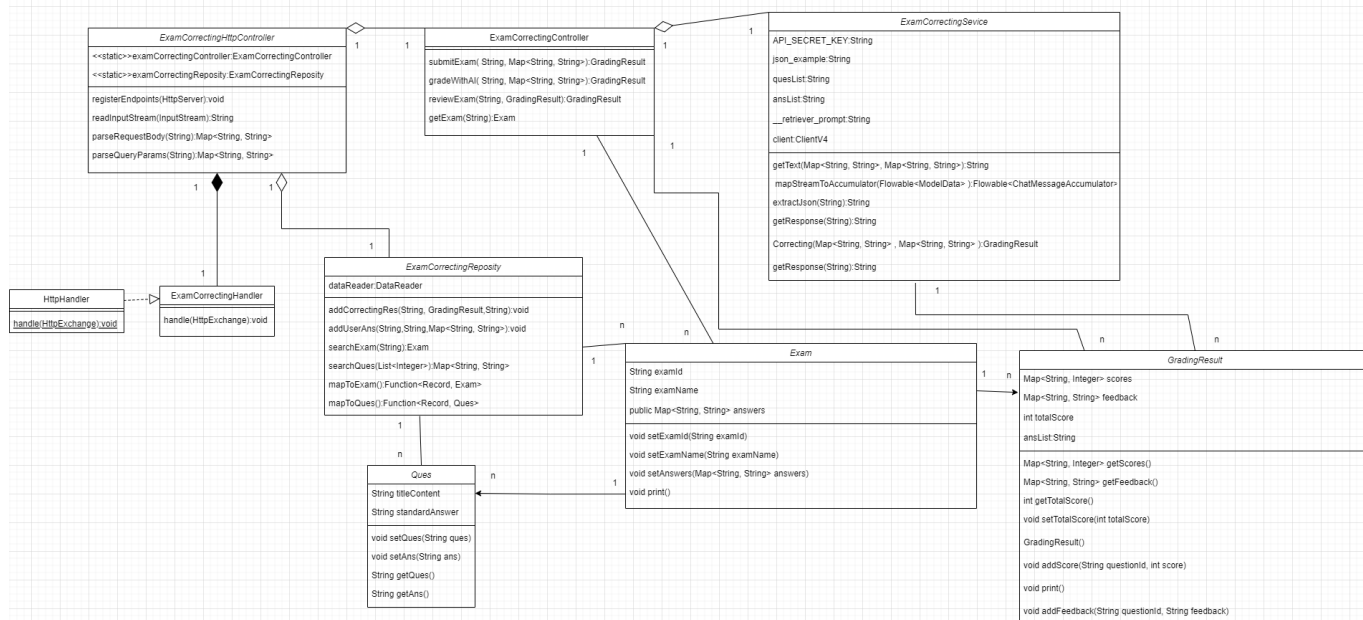 ExamCorrectingHttpController
<<static>>examCorrectingController:ExamCorrectingController
<<static>>examCorrectingReposity:ExamCorrectingReposity
registerEndpoints(HttpServer):void
readInputStream(InputStream):String
parseRequestBody(String):Map<String, String>
parseQueryParams(String):Map<String, String>
1
1
ExamCorrectingController
submitExam( String, Map<String, String>):GradingResult
gradeWithAI( String, Map<String, String>):GradingResult
reviewExam(String, GradingResult):GradingResult
getExam(String):Exam
1
1
ExamCorrectingSevice
API_SECRET_KEY:String
json_example:String
quesList:String
ansList:String
__retriever_prompt:String
client:ClientV4
getText(Map<String, String>, Map<String, String>):String
mapStreamToAccumulator(Flowable<ModelData> ):Flowable<ChatMessageAccumulator>
extractJson(String):String
getResponse(String):String
Correcting(Map<String, String> , Map<String, String> ):GradingResult
getResponse(String):String
1
1
1
1
1
1
1
HttpHandler
handle(HttpExchange):void
ExamCorrectingHandler
handle(HttpExchange):void
ExamCorrectingReposity
dataReader:DataReader
addCorrectingRes(String, GradingResult,String):void
addUserAns(String,String,Map<String, String>):void
searchExam(String):Exam
searchQues(List<Integer>):Map<String, String>
mapToExam():Function<Record, Exam>
mapToQues():Function<Record, Ques>
n
n
1
n
n
Exam
String examId
String examName
public Map<String, String> answers
void setExamId(String examId)
void setExamName(String examName)
void setAnswers(Map<String, String> answers)
void print()
1
n
GradingResult
Map<String, Integer> scores
Map<String, String> feedback
int totalScore
ansList:String
Map<String, Integer> getScores()
Map<String, String> getFeedback()
int getTotalScore()
void setTotalScore(int totalScore)
GradingResult()
void addScore(String questionId, int score)
void print()
void addFeedback(String questionId, String feedback)
1
n
n
1
Ques
String titleContent
String standardAnswer
void setQues(String ques)
void setAns(String ans)
String getQues()
String getAns()